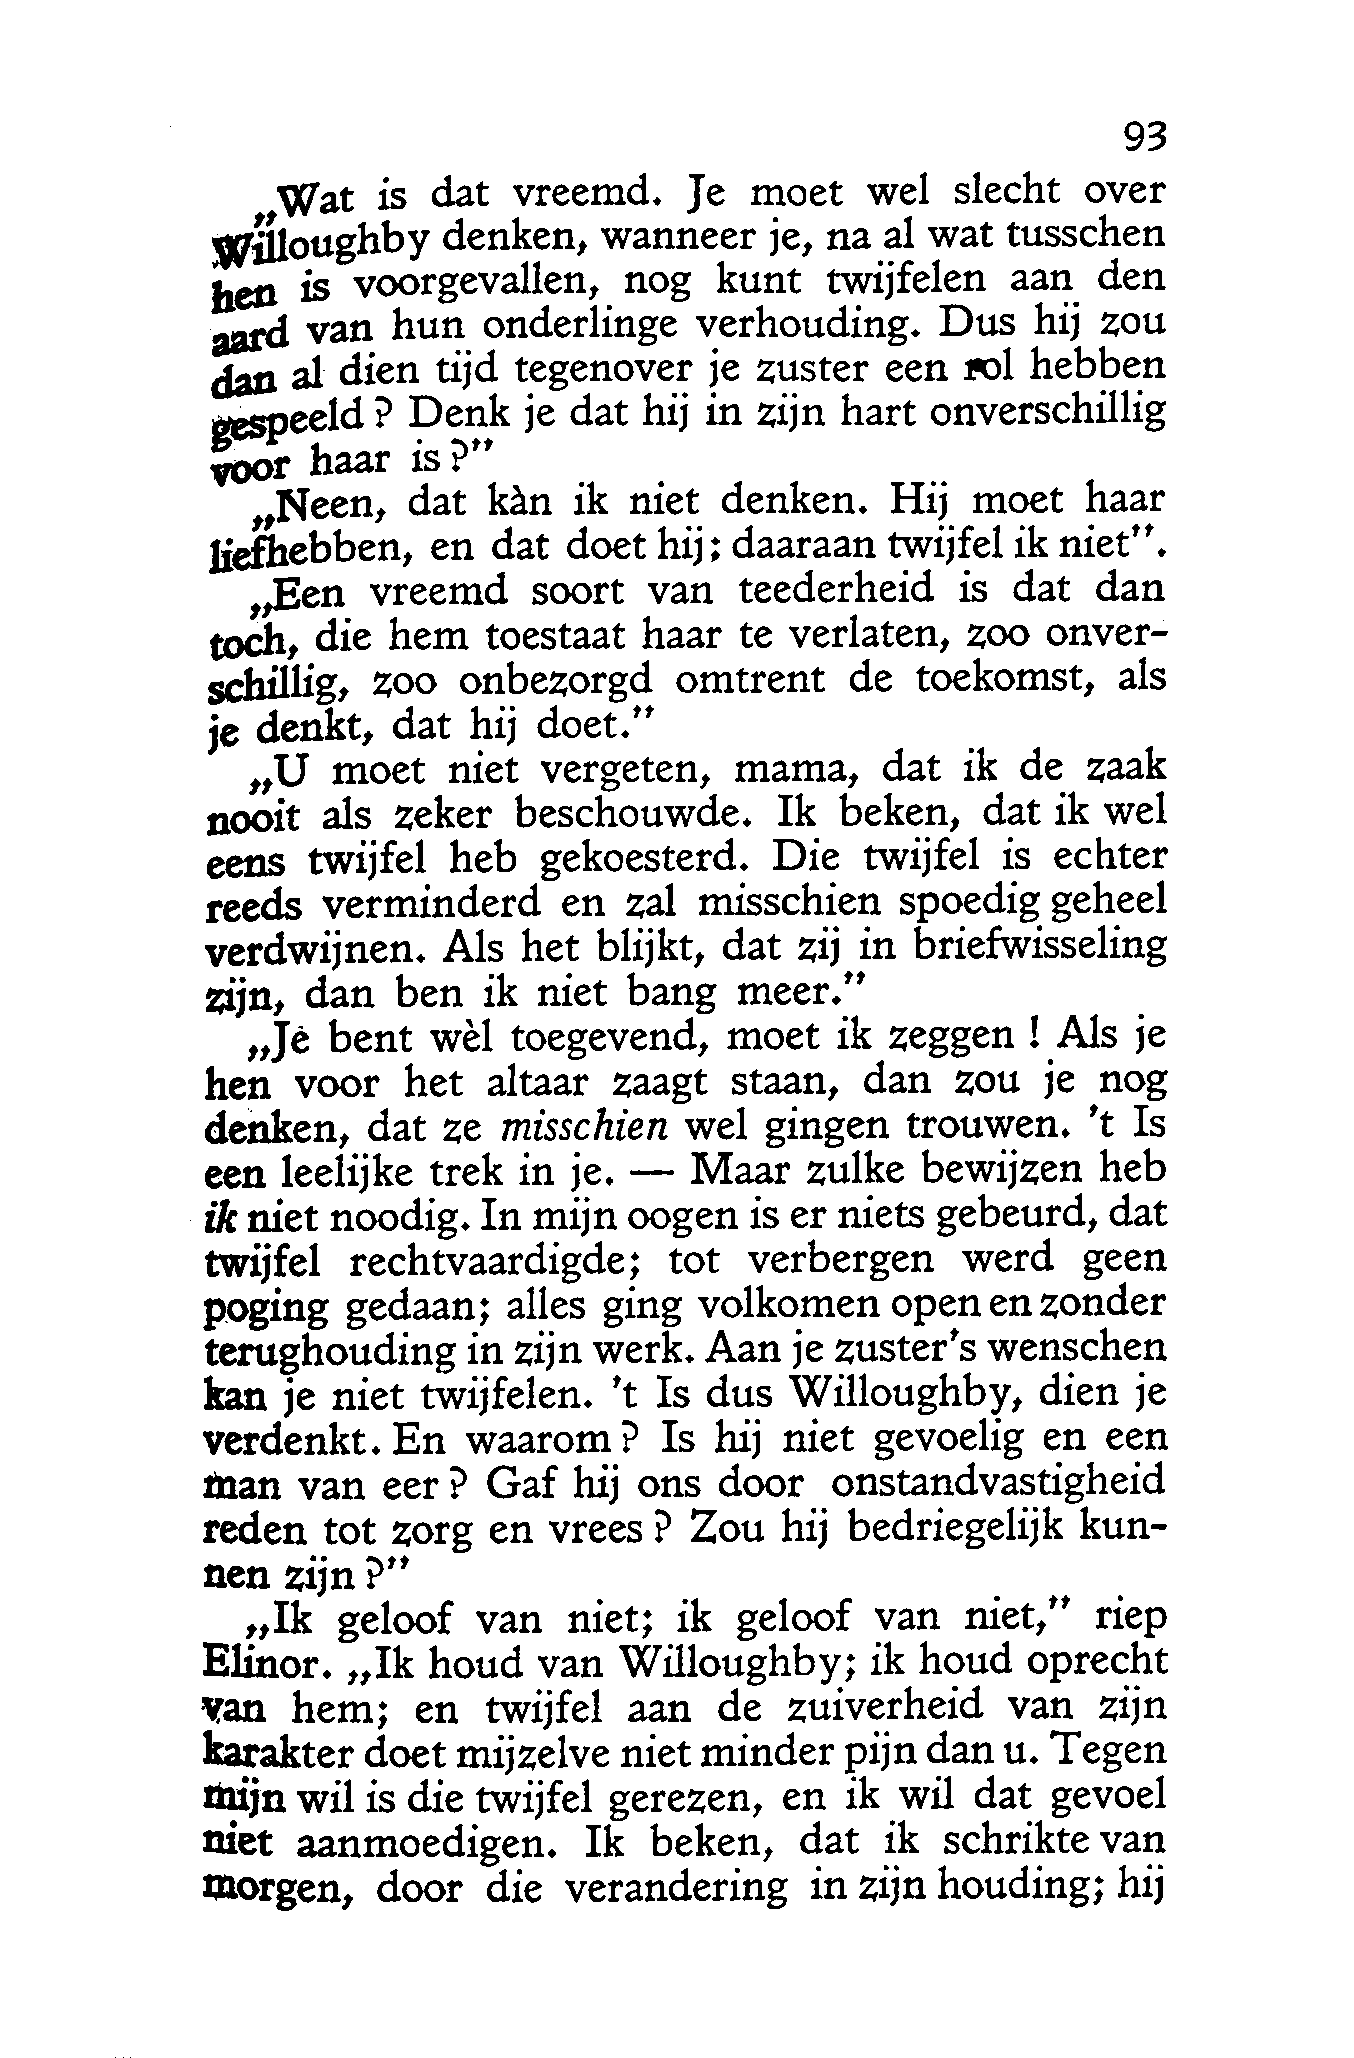 93
„Wat is dat vreemd. Je moet wel slecht over
Willoughby denken, wanneer je, na al wat tusschen
hen is voorgevallen, nog kunt twijfelen aan den
aard van hun onderlinge verhouding. Dus hij zou
dan al dien tijd tegenover je zuster een rol hebben
gespeeld? Denk je dat hij in zijn hart onverschillig
voor haar is?”
„Neen, dat kàn ik niet denken. Hij moet haar
liefhebben, en dat doet hij; daaraan twijfel ik niet”.
„Een vreemd soort van teederheid is dat dan
toch, die hem toestaat haar te verlaten, zoo onver-
schillig, zoo onbezorgd omtrent de toekomst, als
je denkt, dat hij doet.”
„U moet niet vergeten, mama, dat ik de zaak
nooit als zeker beschouwde. Ik beken, dat ik wel
eens twijfel heb gekoesterd. Die twijfel is echter
reeds verminderd en zal misschien spoedig geheel
verdwijnen. Als het blijkt, dat zij in briefwisseling
zijn, dan ben ik niet bang meer.”
„Je bent wèl toegevend, moet ik zeggen! Als je
hen voor het altaar zaagt staan, dan zou je nog
denken, dat ze misschien wel gingen trouwen. 't Is
een leelijke trek in je. — Maar zulke bewijzen heb
ik niet noodig. In mijn oogen is er niets gebeurd, dat
twijfel rechtvaardigde; tot verbergen werd geen
poging gedaan; alles ging volkomen open en zonder
terughouding in zijn werk. Aan je zuster's wenschen
kan je niet twijfelen. 't Is dus Willoughby, dien je
verdenkt. En waarom? Is hij niet gevoelig en een
man van eer? Gaf hij ons door onstandvastigheid
reden tot zorg en vrees? Zou hij bedriegelijk kun-
nen zijn?”
„Ik geloof van niet; ik geloof van niet,” riep
Elinor. „Ik houd van Willoughby; ik houd oprecht
van hem; en twijfel aan de zuiverheid van zijn
karakter doet mijzelve niet minder pijn dan u. Tegen
mijn wil is die twijfel gerezen, en ik wil dat gevoel
niet aanmoedigen. Ik beken, dat ik schrikte van
morgen, door die verandering in zijn houding; hij